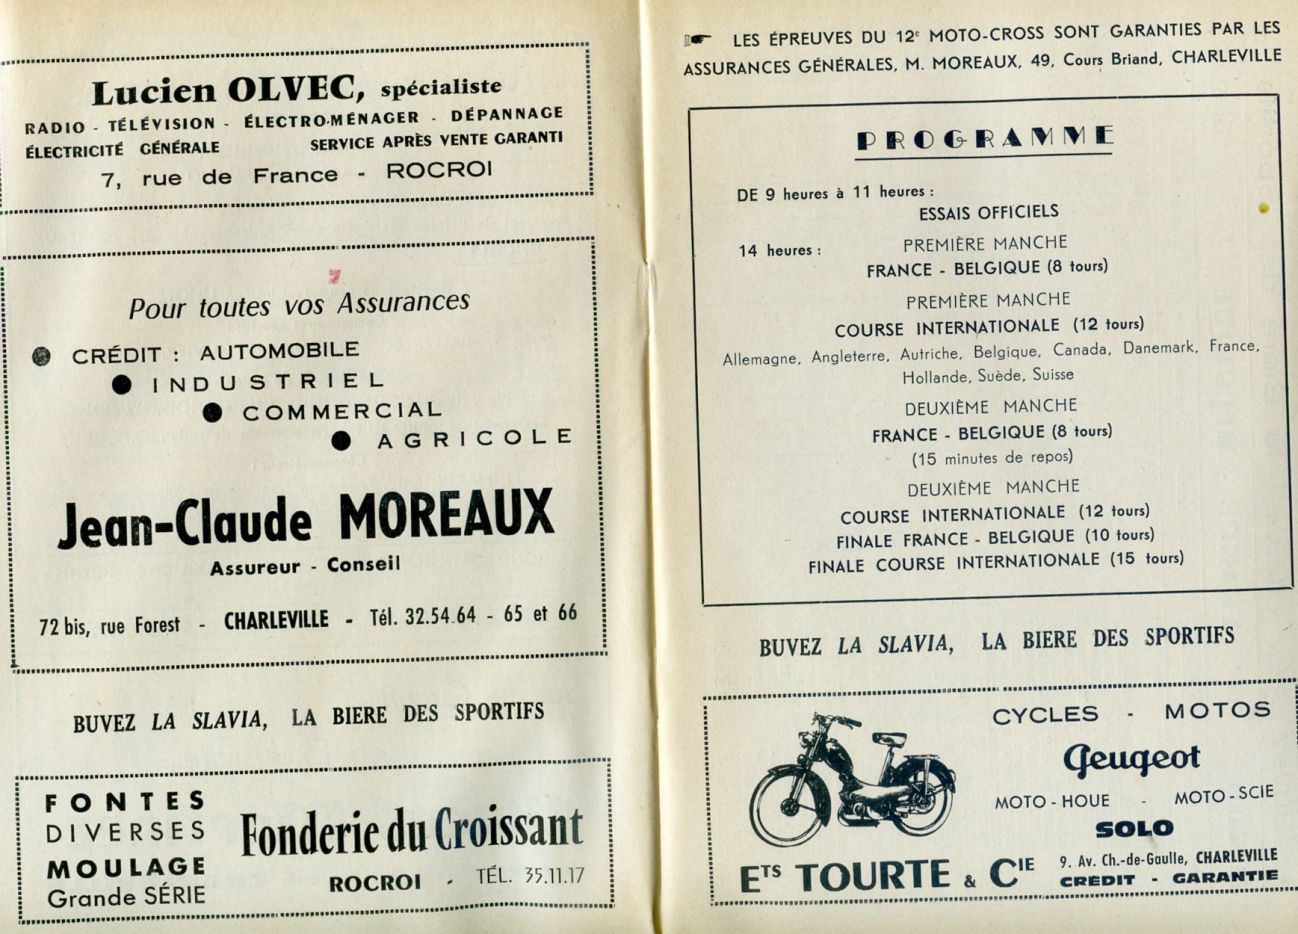 Lucien OLVEC, spécialiste
RADIO - TÉLÉVISION - ÉLECTRO-MÉNAGER - DÉPANNAGE
ÉLECTRICITÉ GÉNÉRALE SERVICE APRÈS VENTE GARANTI
7, rue de France - ROCROI
Pour toutes vos Assurances
● CRÉDIT : AUTOMOBILE
● INDUSTRIEL
● COMMERCIAL
● AGRICOLE
Jean-Claude MOREAUX
Assureur - Conseil
72 bis, rue Forest - CHARLEVILLE - Tél. 32.54.64 - 65 et 66
BUVEZ LA SLAVIA, LA BIERE DES SPORTIFS
FONTES
DIVERSES
MOULAGE
Grande SÉRIE
Fonderie du Croissant
ROCROI - TÉL. 35.11.17
☛ LES ÉPREUVES DU 12e MOTO-CROSS SONT GARANTIES PAR LES
ASSURANCES GÉNÉRALES, M. MOREAUX, 49, Cours Briand, CHARLEVILLE
PROGRAMME
DE 9 heures à 11 heures :
ESSAIS OFFICIELS
14 heures : PREMIÈRE MANCHE
FRANCE - BELGIQUE (8 tours)
PREMIÈRE MANCHE
COURSE INTERNATIONALE (12 tours)
Allemagne, Angleterre, Autriche, Belgique, Canada, Danemark, France,
Hollande, Suède, Suisse
DEUXIÈME MANCHE
FRANCE - BELGIQUE (8 tours)
(15 minutes de repos)
DEUXIÈME MANCHE
COURSE INTERNATIONALE (12 tours)
FINALE FRANCE - BELGIQUE (10 tours)
FINALE COURSE INTERNATIONALE (15 tours)
BUVEZ LA SLAVIA, LA BIERE DES SPORTIFS
CYCLES - MOTOS
Peugeot
MOTO-HOUE - MOTO-SCIE
SOLO
ETS TOURTE & CIE
9. Av. Ch.-de-Gaulle, CHARLEVILLE
CRÉDIT - GARANTIE